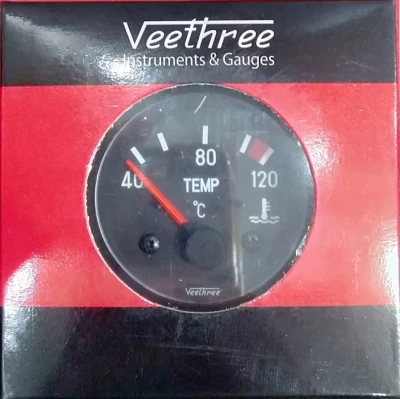 Veethree
Instruments & Gauges
80
40
120
TEMP
°C
Veethree